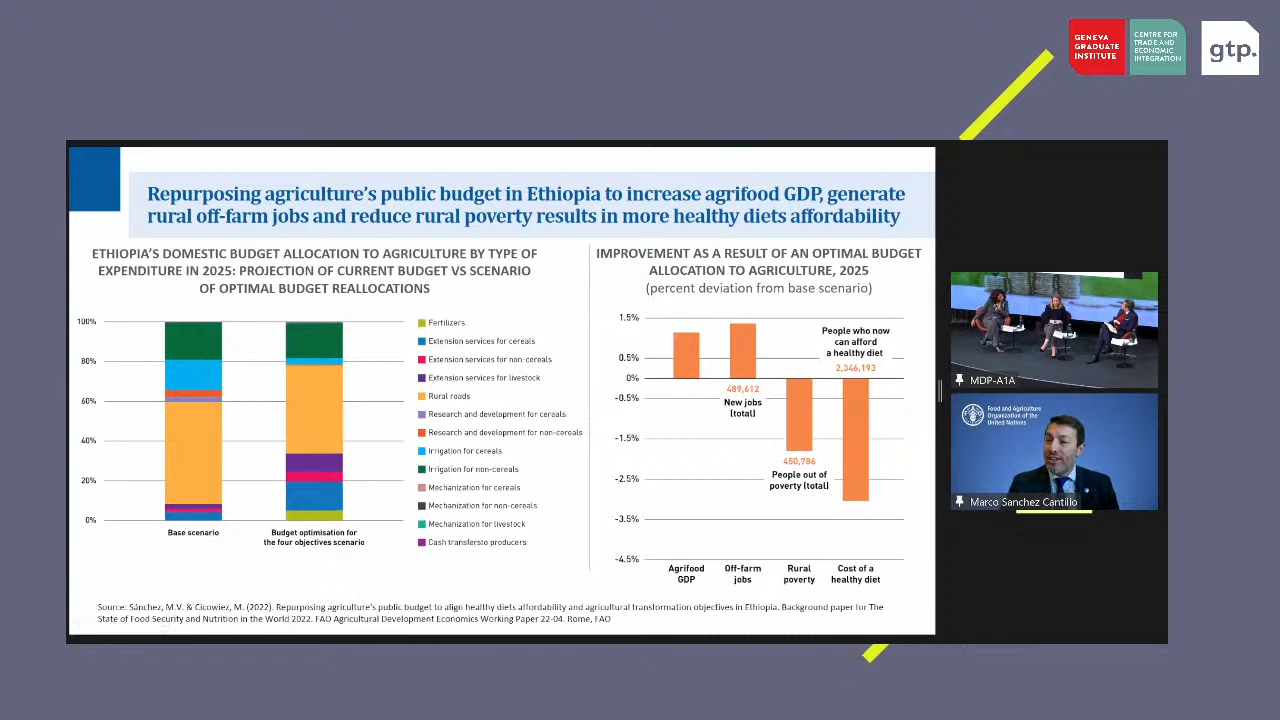 GENEVA
GRADUATE
INSTITUTE
CENTRE FOR
TRADE AND
ECONOMIC
INTEGRATION
gtp.
Repurposing agriculture's public budget in Ethiopia to increase agrifood GDP, generate
rural off-farm jobs and reduce rural poverty results in more healthy diets affordability
ETHIOPIA'S DOMESTIC BUDGET ALLOCATION TO AGRICULTURE BY TYPE OF
EXPENDITURE IN 2025: PROJECTION OF CURRENT BUDGET VS SCENARIO
OF OPTIMAL BUDGET REALLOCATIONS
100%
80%
60%
40%
20%
0%
Base scenario
Budget optimisation for
the four objectives scenario
Fertilizers
Extension services for cereals
Extension services for non-cereals
Extension services for livestock
Rural roads
Research and development for cereals
Research and development for non-cereals
Irrigation for cereals
Irrigation for non-cereals
Mechanization for cereals
Mechanization for non-cereals
Mechanization for livestock
Cash transfersto producers
IMPROVEMENT AS A RESULT OF AN OPTIMAL BUDGET
ALLOCATION TO AGRICULTURE, 2025
(percent deviation from base scenario)
1.5%
0.5%
0%
-0.5%
-1.5%
-2.5%
-3.5%
-4.5%
People who now
can afford
a healthy diet
2,346,193
489,612
New jobs
(total)
450,786
People out of
poverty (total)
Agrifood
GDP
Off-farm
jobs
Rural
poverty
Cost of a
healthy diet
Source: Sánchez, M.V. & Cicowiez, M. (2022). Repurposing agriculture's public budget to align healthy diets affordability and agricultural transformation objectives in Ethiopia. Background paper for The
State of Food Security and Nutrition in the World 2022. FAO Agricultural Development Economics Working Paper 22-04. Rome, FAO
MDP-A1A
Food and Agriculture
Organization of the
United Nations
Marco Sanchez Cantillo